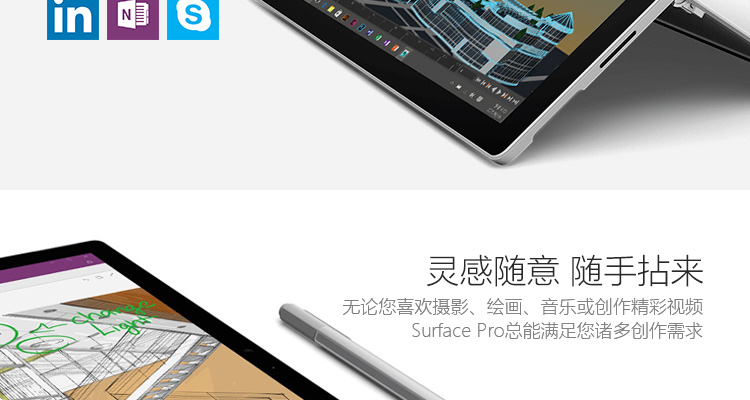 in
N
S
灵感随意 随手拈来
无论您喜欢摄影、绘画、音乐或创作精彩视频
Surface Pro总能满足您诸多创作需求
change
Light